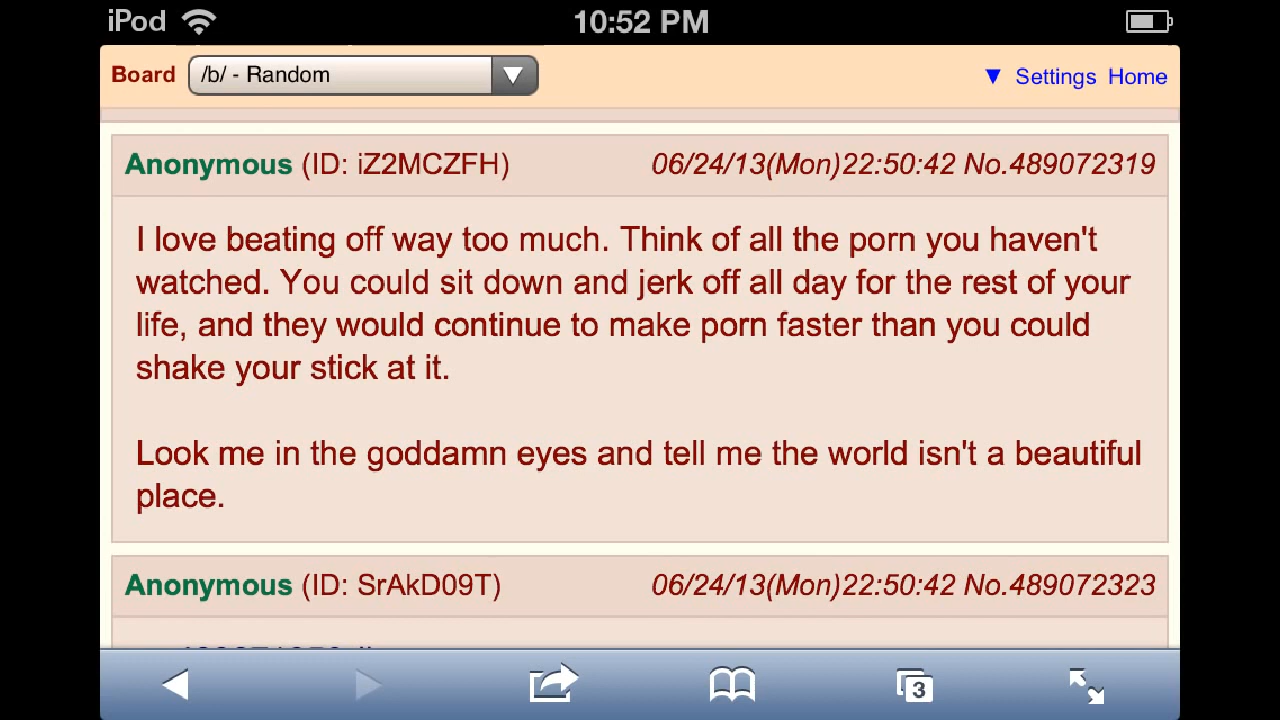 iPod 10:52 PM
Board /b/ - Random Settings Home
Anonymous (ID: iZ2MCZFH) 06/24/13(Mon)22:50:42 No.489072319
I love beating off way too much. Think of all the porn you haven't
watched. You could sit down and jerk off all day for the rest of your
life, and they would continue to make porn faster than you could
shake your stick at it.
Look me in the goddamn eyes and tell me the world isn't a beautiful
place.
Anonymous (ID: SrAkD09T) 06/24/13(Mon)22:50:42 No.489072323
3